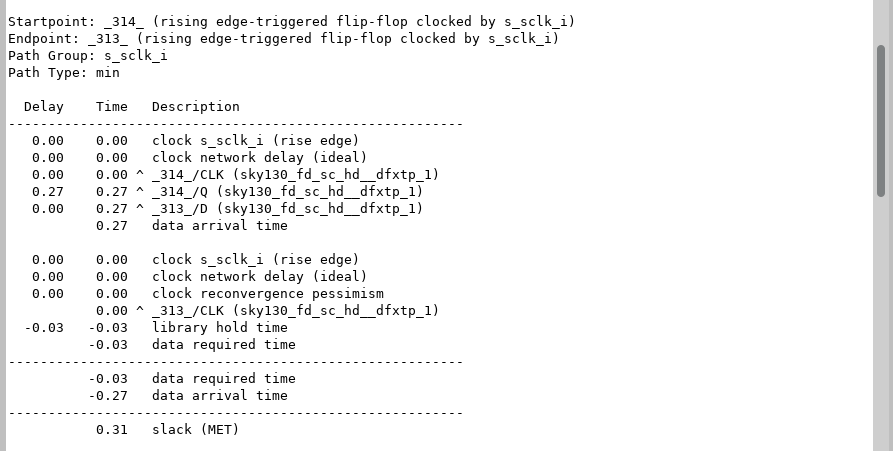 Startpoint: _314_ (rising edge-triggered flip-flop clocked by s_sclk_i)
Endpoint: _313_ (rising edge-triggered flip-flop clocked by s_sclk_i)
Path Group: s_sclk_i
Path Type: min

  Delay    Time   Description
---------------------------------------------------------
   0.00    0.00   clock s_sclk_i (rise edge)
   0.00    0.00   clock network delay (ideal)
   0.00    0.00 ^ _314_/CLK (sky130_fd_sc_hd__dfxtp_1)
   0.27    0.27 ^ _314_/Q (sky130_fd_sc_hd__dfxtp_1)
   0.00    0.27 ^ _313_/D (sky130_fd_sc_hd__dfxtp_1)
           0.27   data arrival time

   0.00    0.00   clock s_sclk_i (rise edge)
   0.00    0.00   clock network delay (ideal)
   0.00    0.00   clock reconvergence pessimism
           0.00 ^ _313_/CLK (sky130_fd_sc_hd__dfxtp_1)
  -0.03   -0.03   library hold time
          -0.03   data required time
---------------------------------------------------------
          -0.03   data required time
          -0.27   data arrival time
---------------------------------------------------------
           0.31   slack (MET)